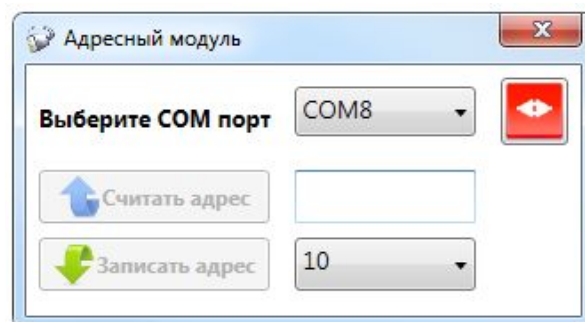 Адресный модуль
Выберите COM порт COM8
Считать адрес
Записать адрес 10